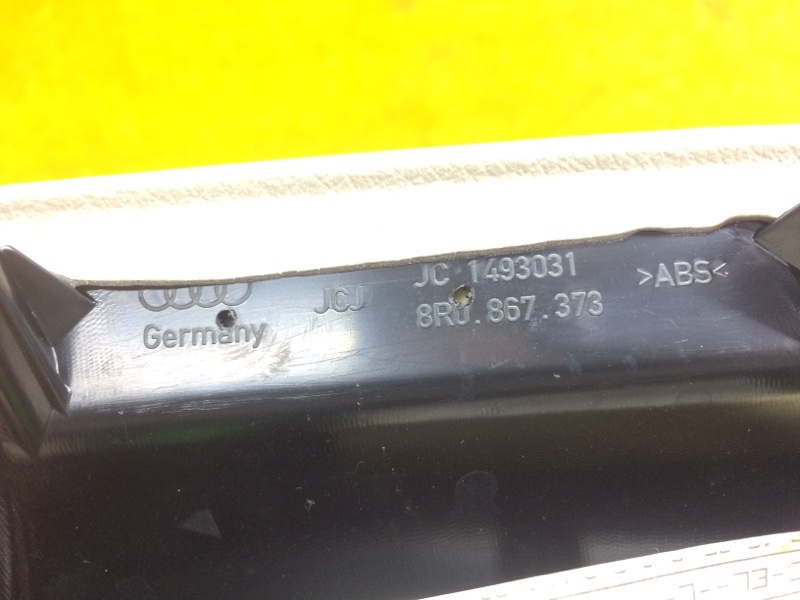 JC 1493031
JCJ
>ABS<
Germany
8R0.867.373